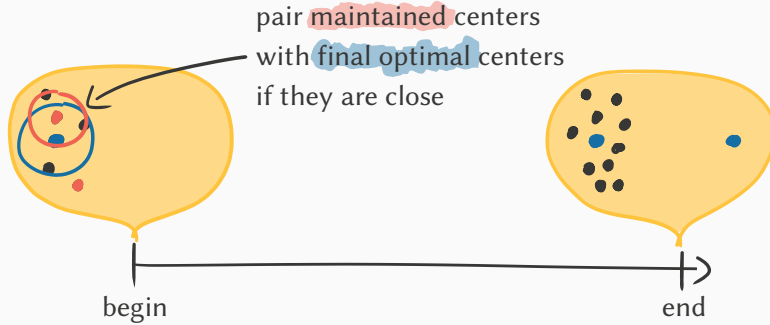 pair maintained centers
with final optimal centers
if they are close
begin
end